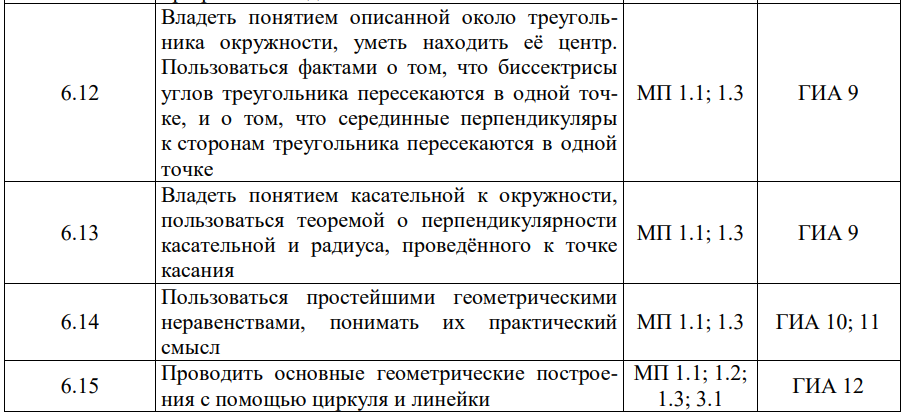 Владеть понятием описанной около треуголь-
ника окружности, уметь находить её центр.
Пользоваться фактами о том, что биссектрисы
6.12 углов треугольника пересекаются в одной точ- МП 1.1; 1.3 ГИА 9
ке, и о том, что серединные перпендикуляры
к сторонам треугольника пересекаются в одной
точке
Владеть понятием касательной к окружности,
6.13 пользоваться теоремой о перпендикулярности МП 1.1; 1.3 ГИА 9
касательной и радиуса, проведённого к точке
касания
Пользоваться простейшими геометрическими
6.14 неравенствами, понимать их практический МП 1.1; 1.3 ГИА 10; 11
смысл
6.15 Проводить основные геометрические построе- МП 1.1; 1.2; ГИА 12
ния с помощью циркуля и линейки 1.3; 3.1